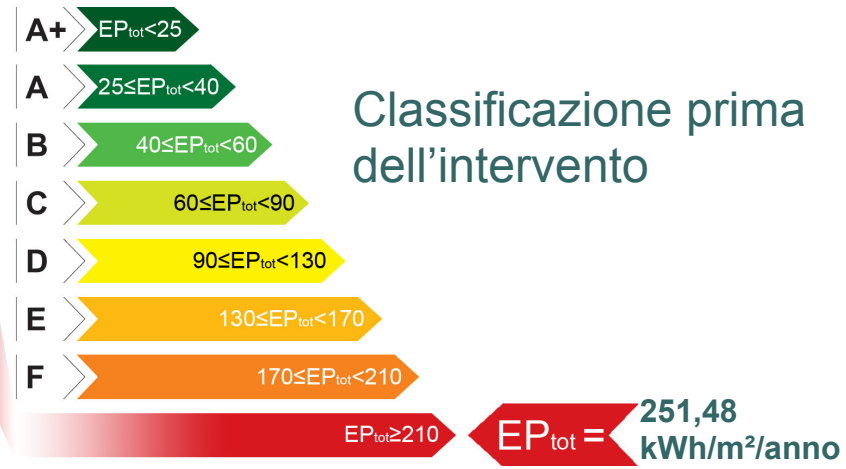 A+ EPtot<25
A 25≤EPtot<40
Classificazione prima
dell'intervento
B 40≤EPtot<60
C 60≤EPtot<90
D 90≤EPtot<130
E 130≤EPtot<170
F 170≤EPtot<210
EPtot≥210
EPtot =
251,48
kWh/m²/anno